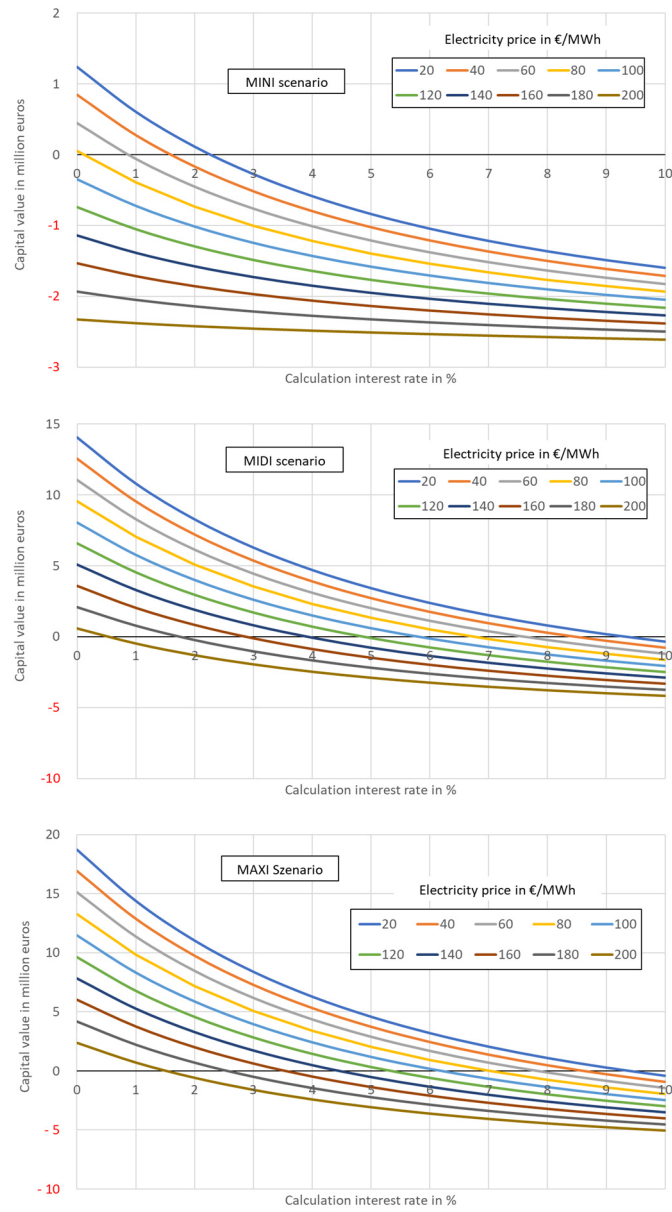 2
Electricity price in €/MWh
MINI scenario
20 40 60 80 100
120 140 160 180 200
1
0
0 1 2 3 4 5 6 7 8 9 10
-1
-2
-3
Capital value in million euros
Calculation interest rate in %
15
Electricity price in €/MWh
MIDI scenario
20 40 60 80 100
120 140 160 180 200
10
5
0
0 1 2 3 4 5 6 7 8 9 10
-5
-10
Capital value in million euros
Calculation interest rate in %
20
MAXI Szenario
Electricity price in €/MWh
15
20 40 60 80 100
120 140 160 180 200
10
5
0
0 1 2 3 4 5 6 7 8 9 10
- 5
- 10
Capital value in million euros
Calculation interest rate in %